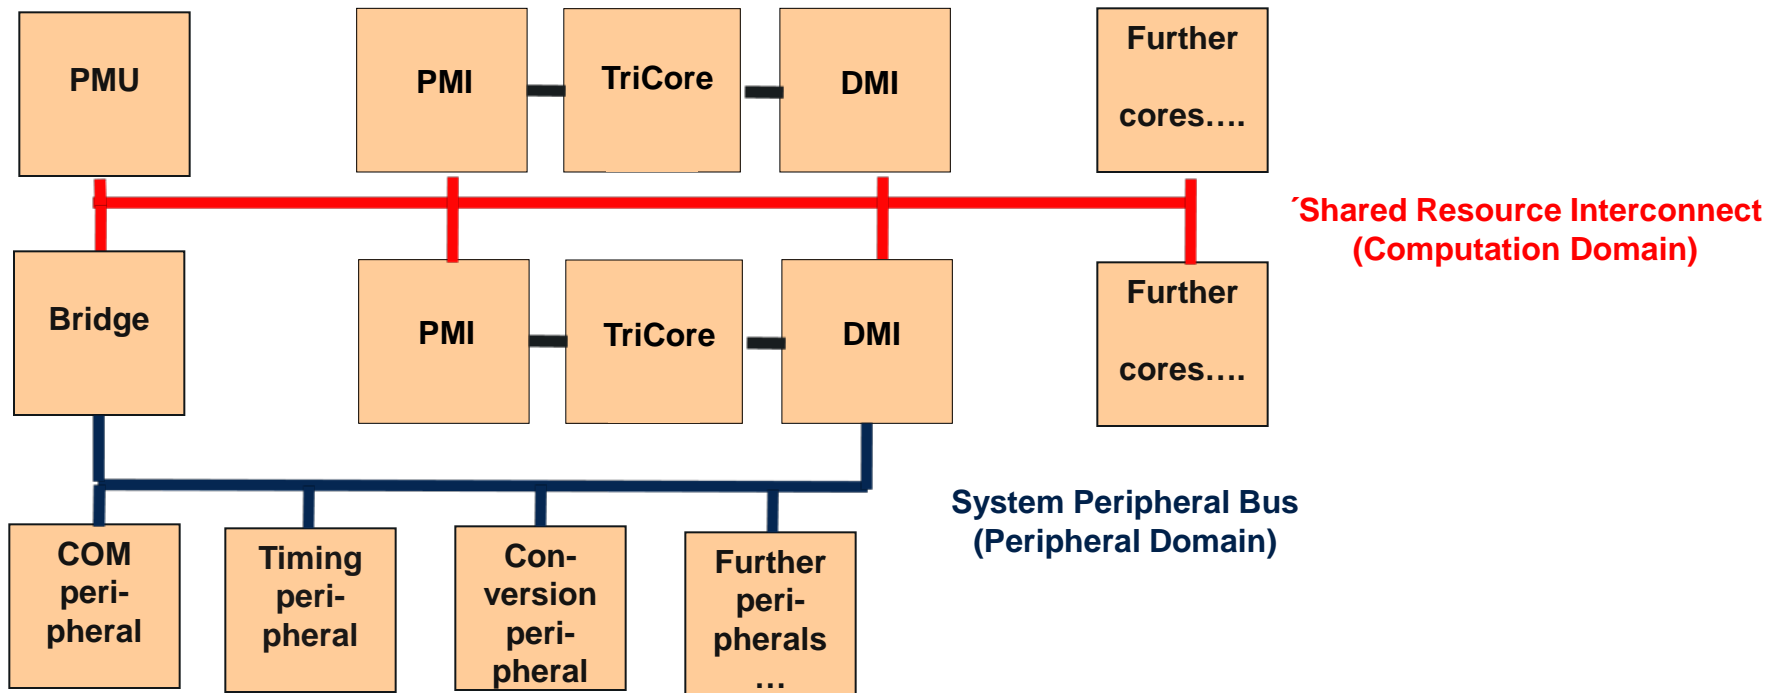 PMU
PMI
TriCore
DMI
Further
cores….
´Shared Resource Interconnect
(Computation Domain)
Bridge
PMI
TriCore
DMI
Further
cores….
System Peripheral Bus
(Peripheral Domain)
COM
peri-
pheral
Timing
peri-
pheral
Con-
version
peri-
pheral
Further
peri-
pherals
…